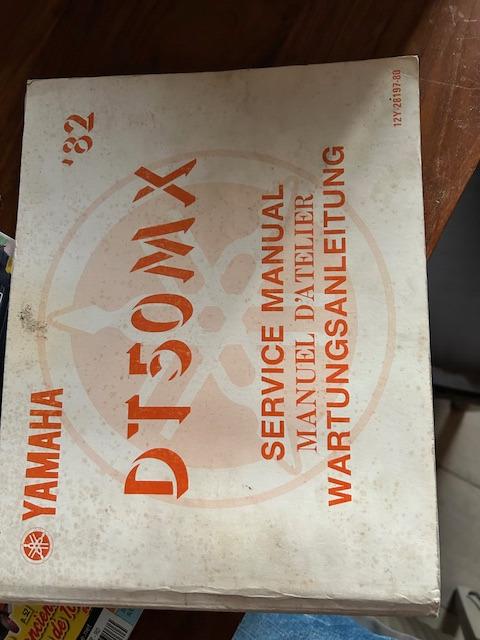 YAMAHA
'82
DT50MX
SERVICE MANUAL
MANUEL D'ATELIER
WARTUNGSANLEITUNG
12Y-28197-80